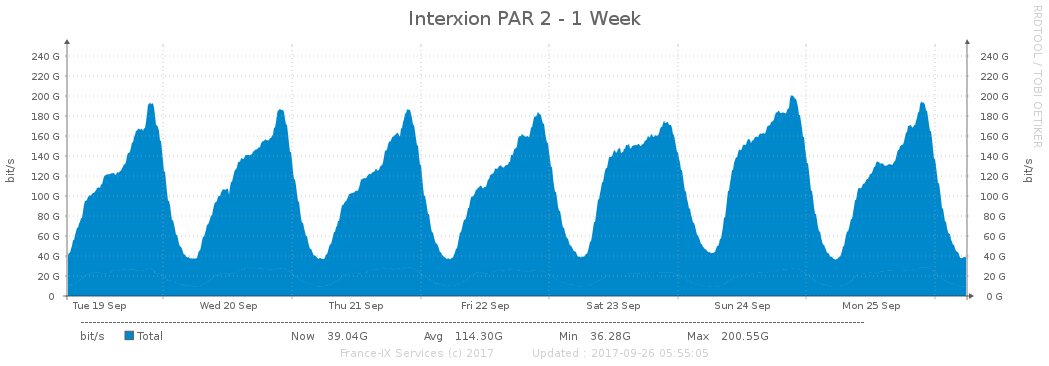 Interxion PAR 2 - 1 Week
RRDTOOL / TOBI OETIKER
bit/s
240 G 240 G
220 G 220 G
200 G 200 G
180 G 180 G
160 G 160 G
140 G 140 G
120 G 120 G
100 G 100 G
80 G 80 G
60 G 60 G
40 G 40 G
20 G 20 G
0 0 G
bit/s
Tue 19 Sep Wed 20 Sep Thu 21 Sep Fri 22 Sep Sat 23 Sep Sun 24 Sep Mon 25 Sep
bit/s Total Now 39.04G Avg 114.30G Min 36.28G Max 200.55G
France-IX Services (c) 2017 Updated : 2017-09-26 05:55:05